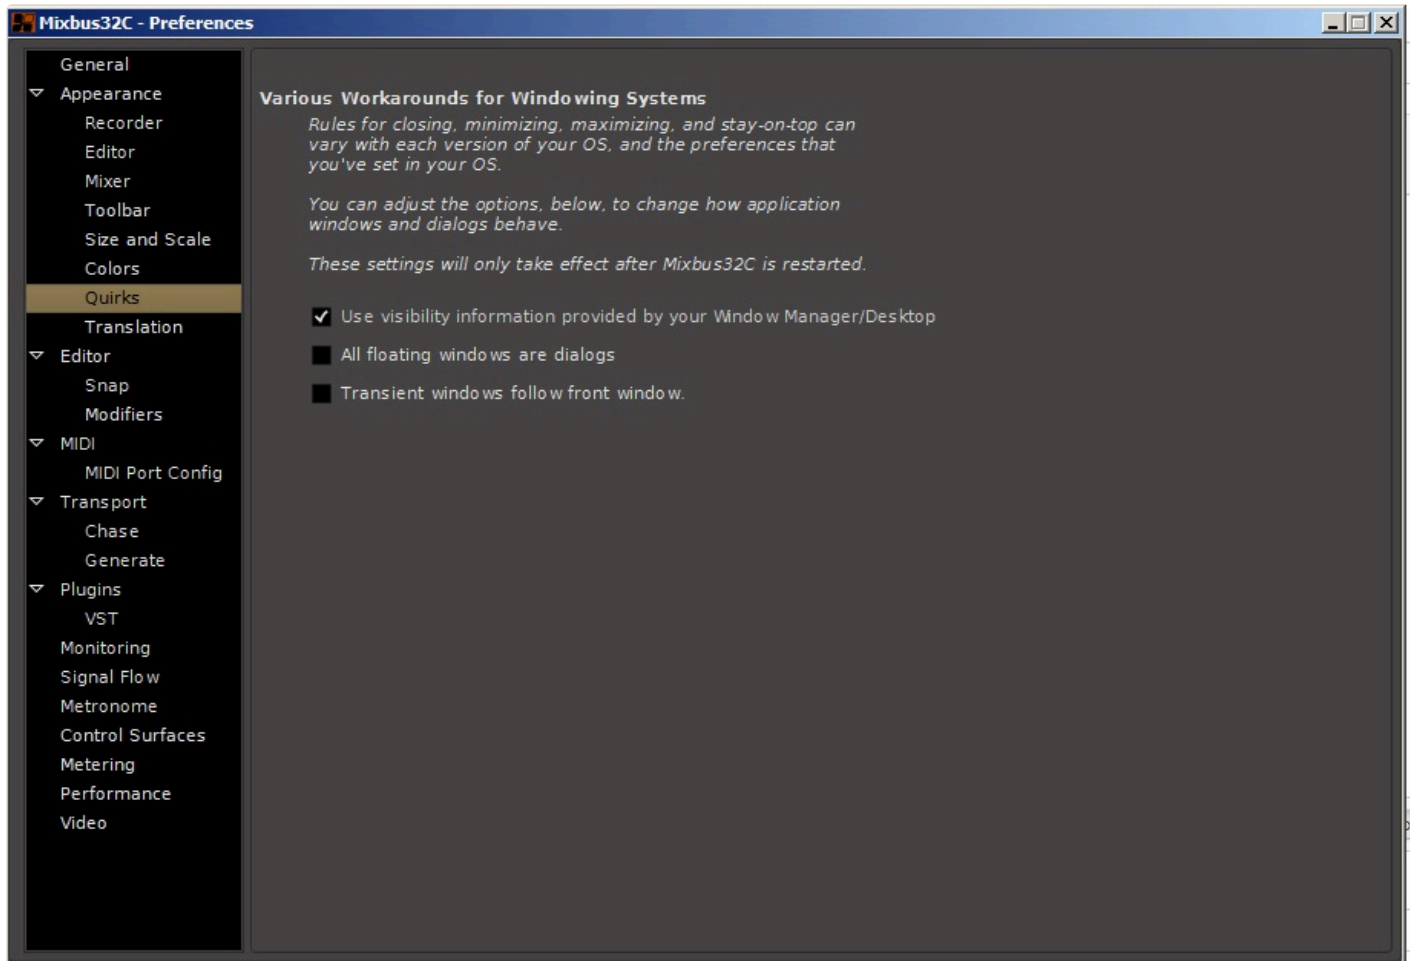 Mixbus32C - Preferences
General
Appearance
Recorder
Editor
Mixer
Toolbar
Size and Scale
Colors
Quirks
Translation
Editor
Snap
Modifiers
MIDI
MIDI Port Config
Transport
Chase
Generate
Plugins
VST
Monitoring
Signal Flow
Metronome
Control Surfaces
Metering
Performance
Video
Various Workarounds for Windowing Systems
Rules for closing, minimizing, maximizing, and stay-on-top can
vary with each version of your OS, and the preferences that
you've set in your OS.
You can adjust the options, below, to change how application
windows and dialogs behave.
These settings will only take effect after Mixbus32C is restarted.
Use visibility information provided by your Window Manager/Desktop
All floating windows are dialogs
Transient windows follow front window.